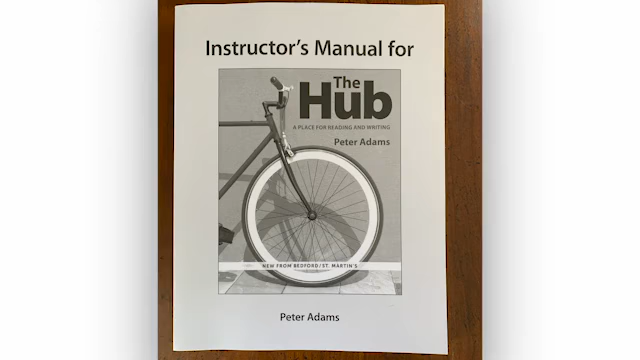 Instructor's Manual for
The
Hub
A PLACE FOR READING AND WRITING
Peter Adams
NEW FROM BEDFORD/ST. MARTIN'S
Peter Adams